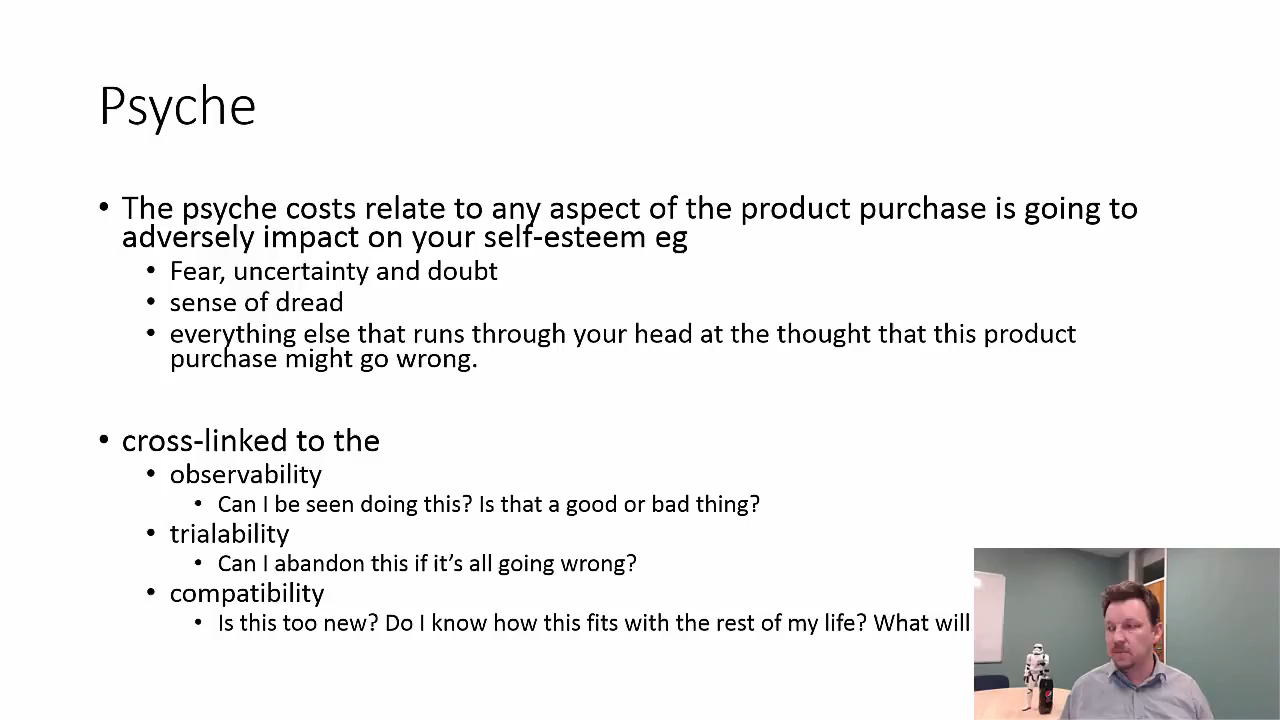 Psyche
• The psyche costs relate to any aspect of the product purchase is going to
adversely impact on your self-esteem eg
• Fear, uncertainty and doubt
• sense of dread
• everything else that runs through your head at the thought that this product
purchase might go wrong.
• cross-linked to the
• observability
• Can I be seen doing this? Is that a good or bad thing?
• trialability
• Can I abandon this if it's all going wrong?
• compatibility
• Is this too new? Do I know how this fits with the rest of my life? What will